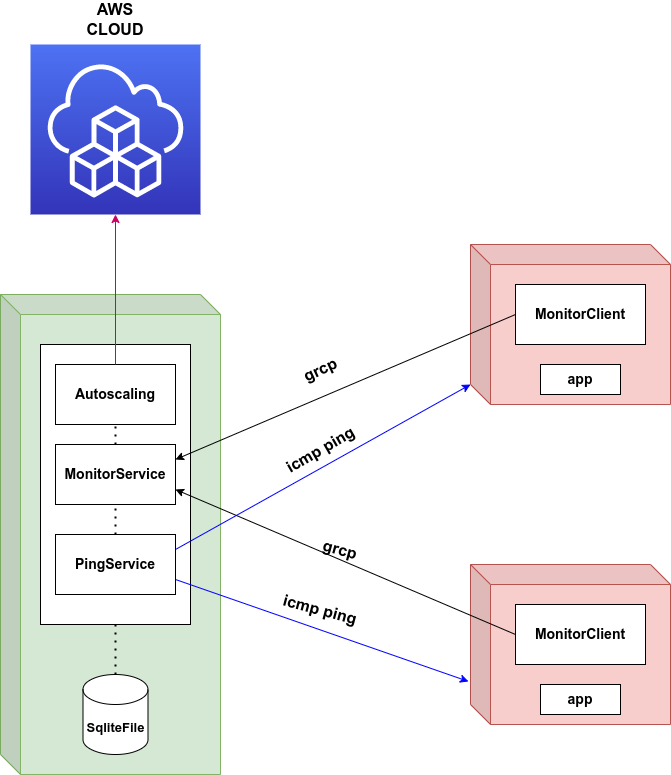 AWS
CLOUD
MonitorClient
grcp
app
Autoscaling
icmp ping
MonitorService
grcp
PingService
icmp ping
MonitorClient
app
SqliteFile